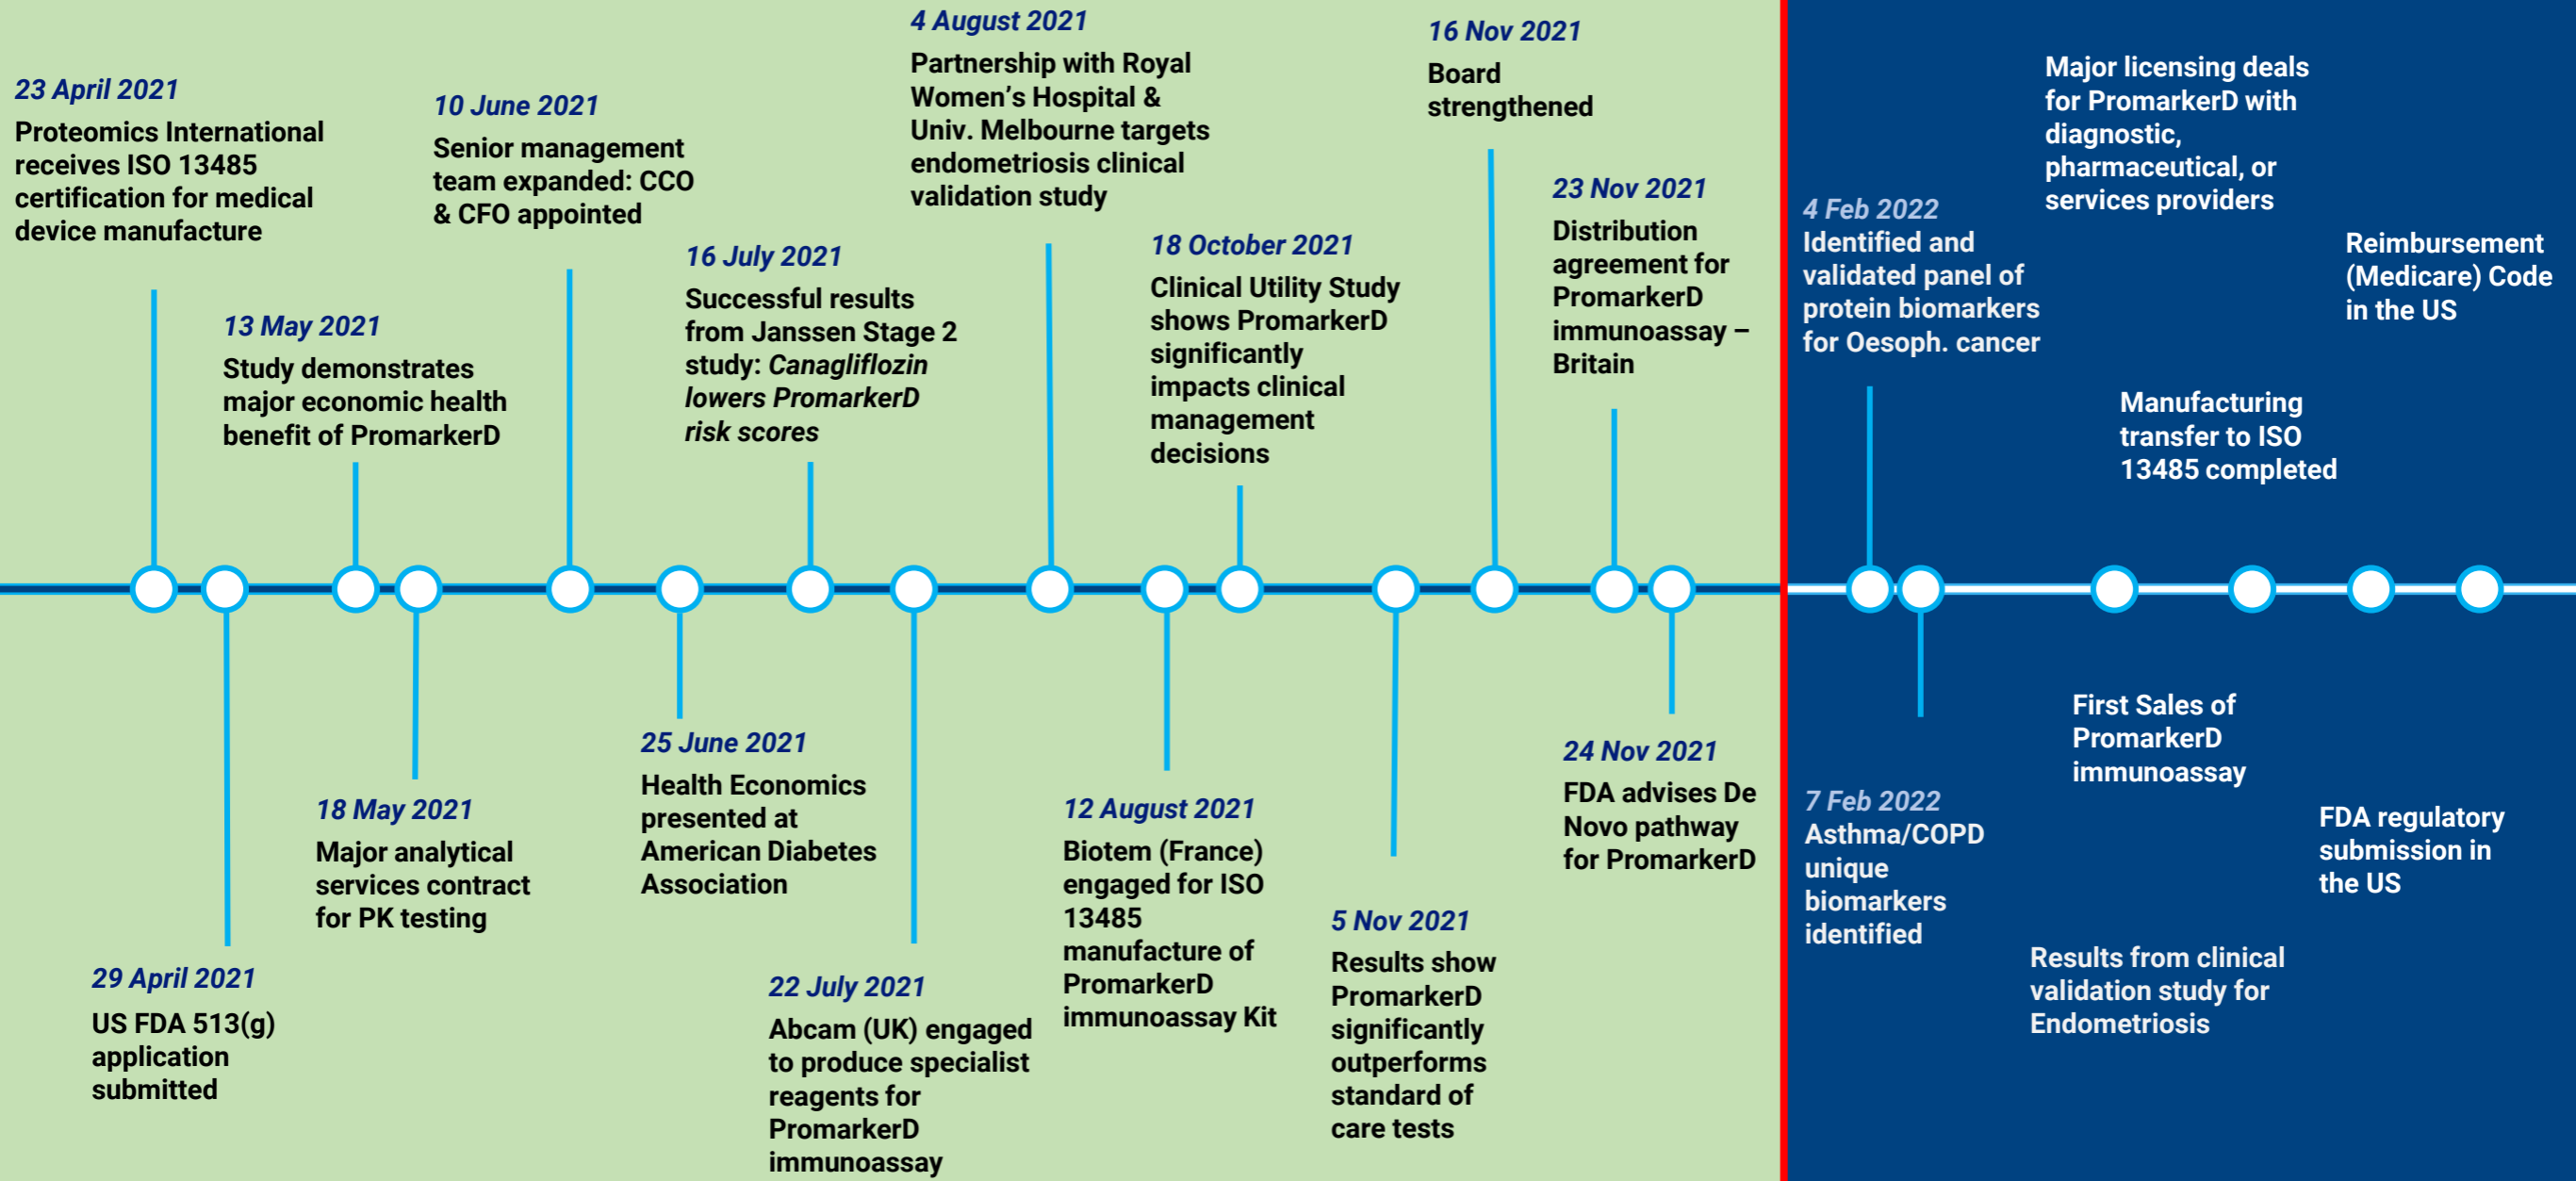 23 April 2021
Proteomics International
receives ISO 13485
certification for medical
device manufacture
29 April 2021
US FDA 513(g)
application
submitted
13 May 2021
Study demonstrates
major economic health
benefit of PromarkerD
18 May 2021
Major analytical
services contract
for PK testing
10 June 2021
Senior management
team expanded: CCO
& CFO appointed
25 June 2021
Health Economics
presented at
American Diabetes
Association
16 July 2021
Successful results
from Janssen Stage 2
study: Canagliflozin
lowers PromarkerD
risk scores
22 July 2021
Abcam (UK) engaged
to produce specialist
reagents for
PromarkerD
immunoassay
4 August 2021
Partnership with Royal
Women’s Hospital &
Univ. Melbourne targets
endometriosis clinical
validation study
12 August 2021
Biotem (France)
engaged for ISO
13485
manufacture of
PromarkerD
immunoassay Kit
18 October 2021
Clinical Utility Study
shows PromarkerD
significantly
impacts clinical
management
decisions
5 Nov 2021
Results show
PromarkerD
significantly
outperforms
standard of
care tests
16 Nov 2021
Board
strengthened
23 Nov 2021
Distribution
agreement for
PromarkerD
immunoassay –
Britain
24 Nov 2021
FDA advises De
Novo pathway
for PromarkerD
4 Feb 2022
Identified and
validated panel of
protein biomarkers
for Oesoph. cancer
7 Feb 2022
Asthma/COPD
unique
biomarkers
identified
Major licensing deals
for PromarkerD with
diagnostic,
pharmaceutical, or
services providers
Reimbursement
(Medicare) Code
in the US
Manufacturing
transfer to ISO
13485 completed
First Sales of
PromarkerD
immunoassay
FDA regulatory
submission in
the US
Results from clinical
validation study for
Endometriosis